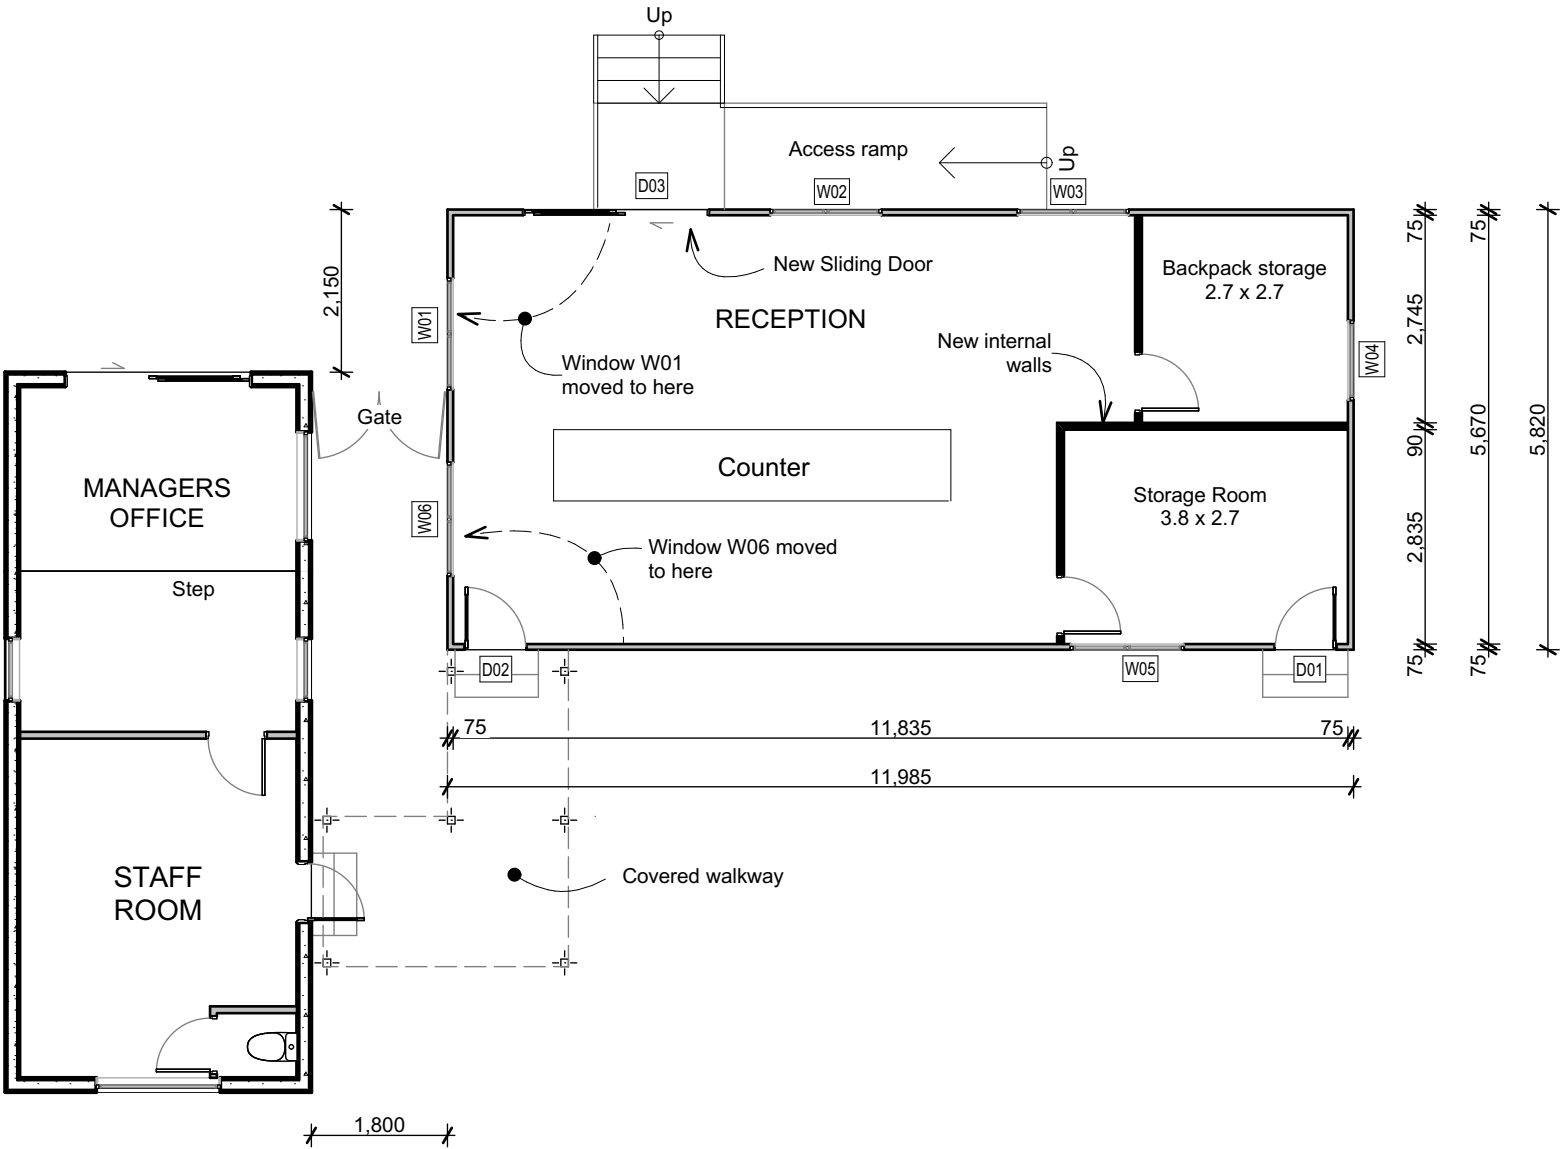 Up
Access ramp
Up
D03
W02
W03
2,150
W01
New Sliding Door
RECEPTION
Backpack storage
2.7 x 2.7
New internal
walls
W04
75
2,745
90
2,835
75
75
5,670
75
5,820
Window W01
moved to here
Gate
Counter
MANAGERS
OFFICE
Step
W06
Window W06 moved
to here
Storage Room
3.8 x 2.7
D02
W05
D01
75
11,835
75
11,985
STAFF
ROOM
Covered walkway
1,800